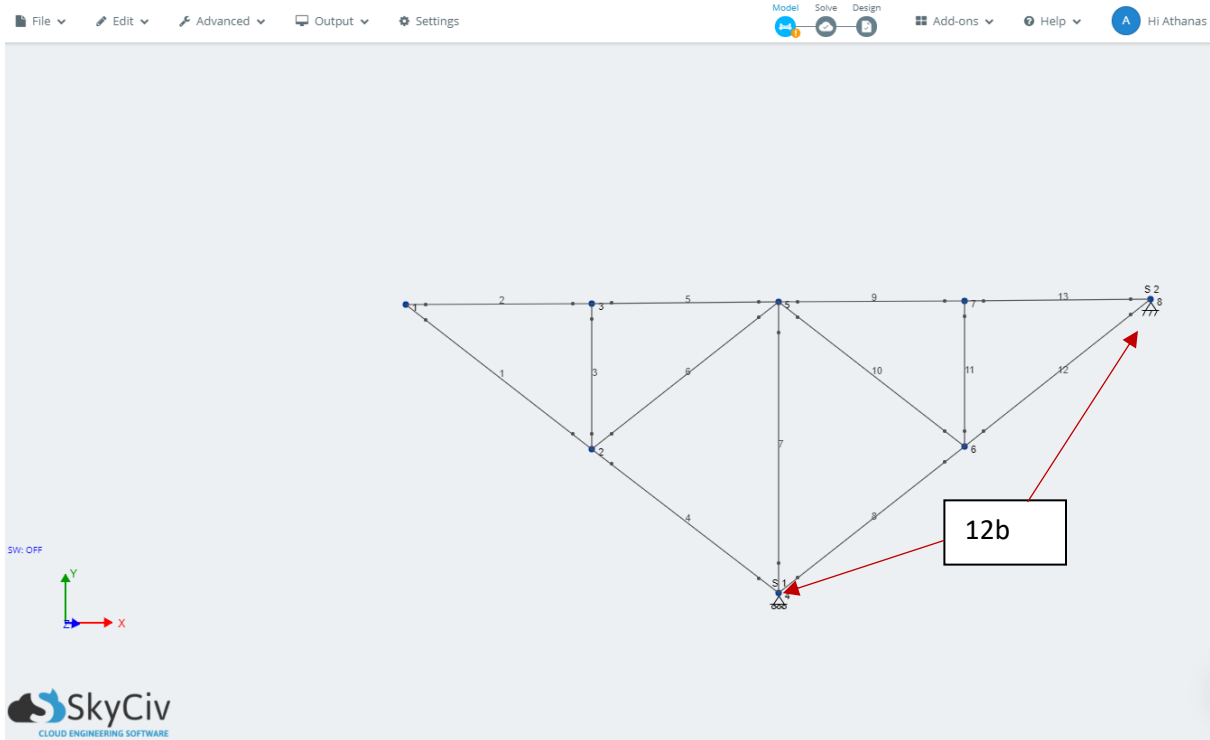 File Edit Advanced Output Settings Model Solve Design Add-ons Help A Hi Athanas
S 2
1 2 3 5 5 9 7 13 8
1 3 6 10 11 12
2 7 6
4 8 12b
S 1
4
SW: OFF
Y
Z X
SkyCiv
CLOUD ENGINEERING SOFTWARE